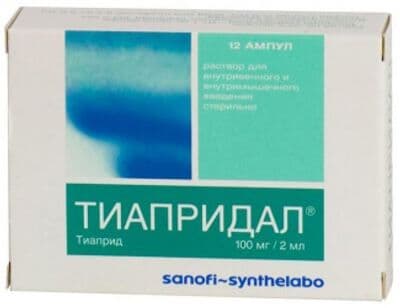 12 АМПУЛ
раствор для
внутривенного и
внутримышечного
введения
стерильно
ТИАПРИДАЛ®
Тиаприд
100 мг / 2 мл
sanofi~synthelabo